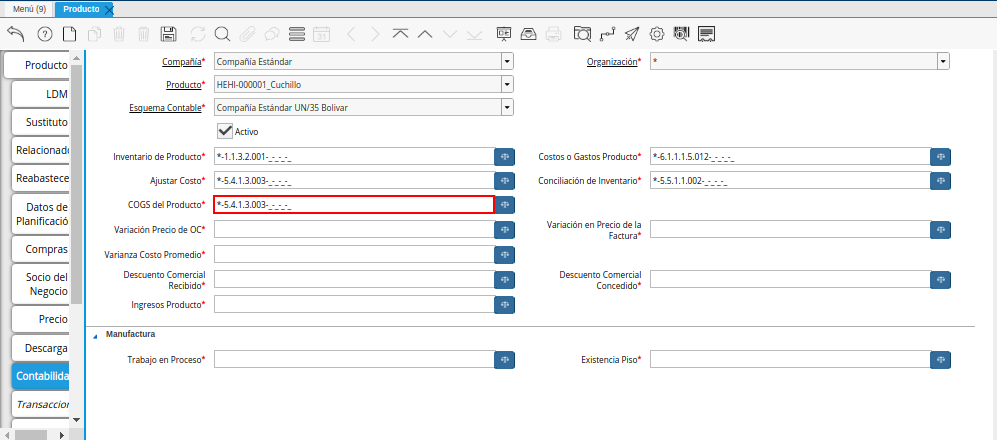 Menú (9)
Producto
Producto
LDM
Sustituto
Relacionado
Reabastece
Datos de
Planificació
Compras
Socio del
Negocio
Precio
Descarga
Contabilida
Transaccion
Compañía* Compañía Estándar
Organización* *
Producto* HEHI-000001_Cuchillo
Esquema Contable* Compañía Estándar UN/35 Bolivar
Activo
Inventario de Producto* *-1.1.3.2.001-_-_-_-_
Costos o Gastos Producto* *-6.1.1.1.5.012-_-_-_-_
Ajustar Costo* *-5.4.1.3.003-_-_-_-_
Conciliación de Inventario* *-5.5.1.1.002-_-_-_-_
COGS del Producto* *-5.4.1.3.003-_-_-_-_
Variación Precio de OC*
Variación en Precio de la
Factura*
Varianza Costo Promedio*
Descuento Comercial
Recibido*
Descuento Comercial
Concedido*
Ingresos Producto*
Manufactura
Trabajo en Proceso*
Existencia Piso*